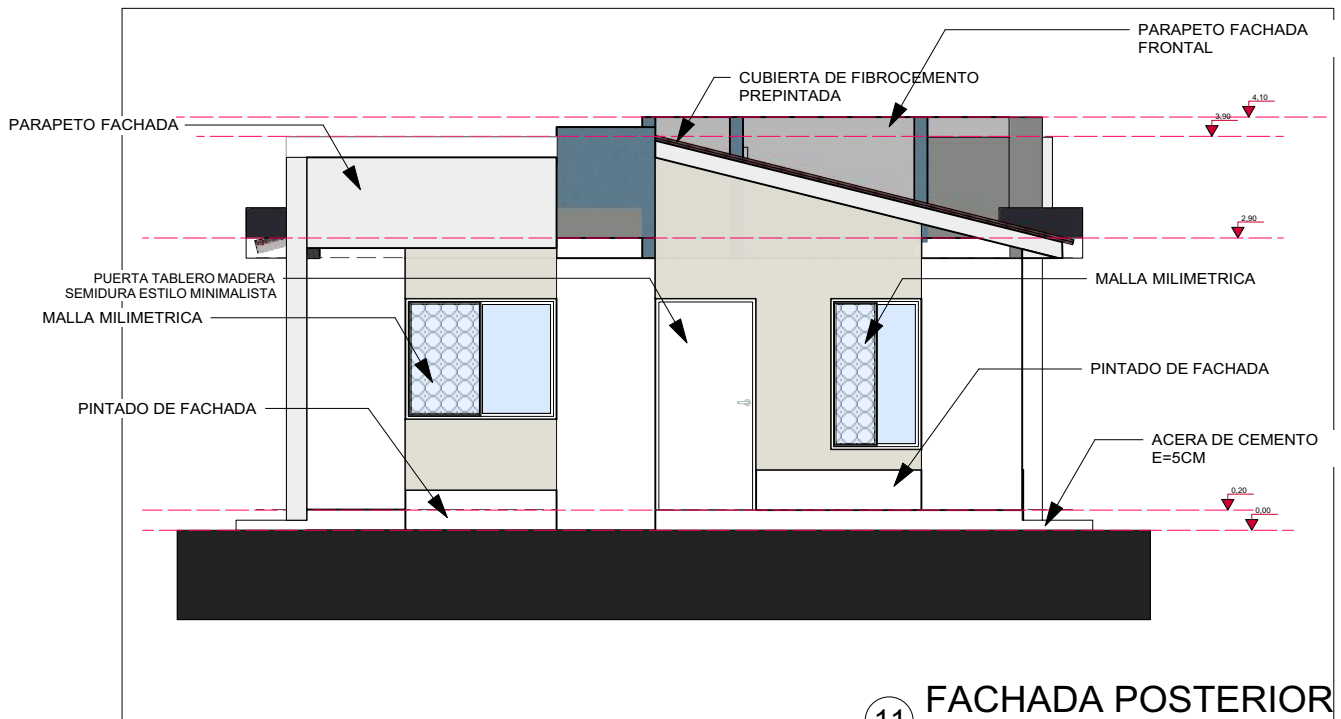 PARAPETO FACHADA
FRONTAL
CUBIERTA DE FIBROCEMENTO
PREPINTADA
4,10
3,90
PARAPETO FACHADA
2,90
PUERTA TABLERO MADERA
SEMIDURA ESTILO MINIMALISTA
MALLA MILIMETRICA
MALLA MILIMETRICA
PINTADO DE FACHADA
PINTADO DE FACHADA
ACERA DE CEMENTO
E=5CM
0,20
0,00
11
FACHADA POSTERIOR